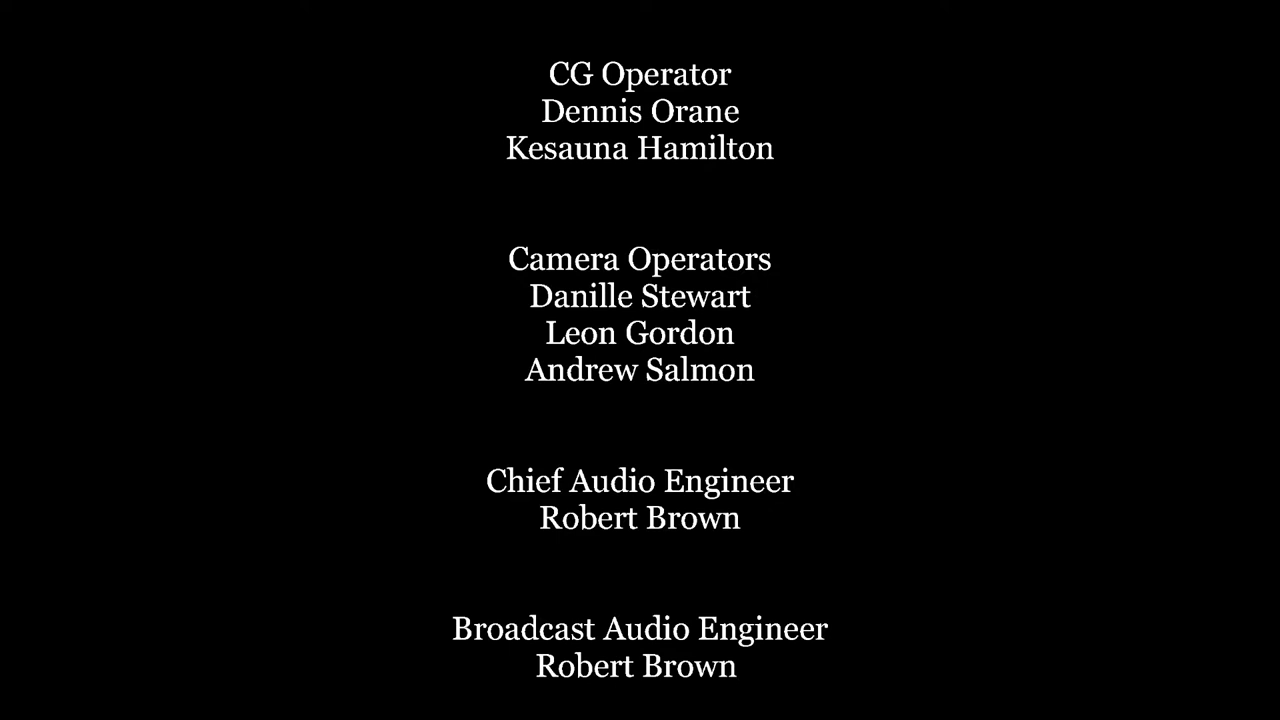 CG Operator
Dennis Orane
Kesauna Hamilton
Camera Operators
Danille Stewart
Leon Gordon
Andrew Salmon
Chief Audio Engineer
Robert Brown
Broadcast Audio Engineer
Robert Brown